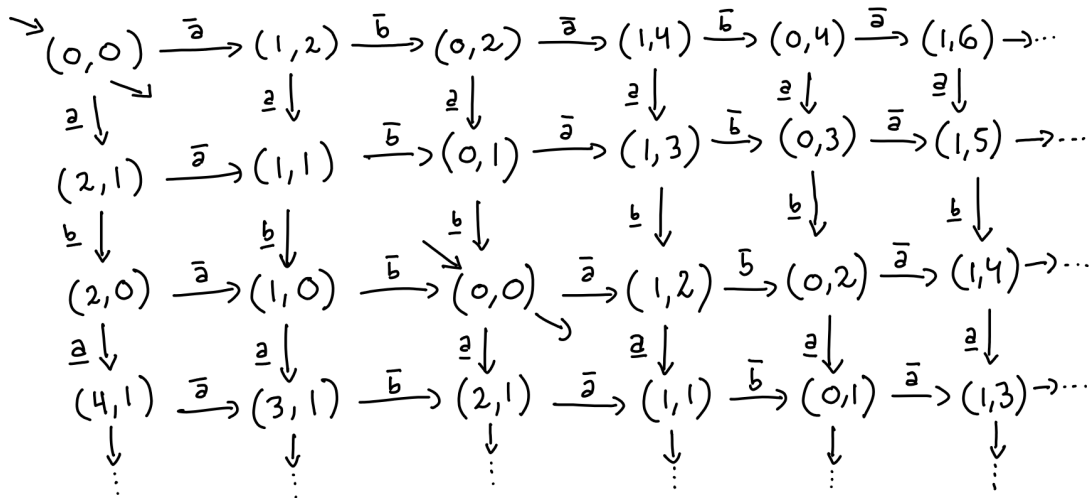 (0,0) a̅ (1,2) b̅ (0,2) a̅ (1,4) b̅ (0,4) a̅ (1,6) ...
a̲ a̲ a̲ a̲ a̲ a̲
(2,1) a̅ (1,1) b̅ (0,1) a̅ (1,3) b̅ (0,3) a̅ (1,5) ...
b̲ b̲ b̲ b̲ b̲ b̲
(2,0) a̅ (1,0) b̅ (0,0) a̅ (1,2) b̅ (0,2) a̅ (1,4) ...
a̲ a̲ a̲ a̲ a̲ a̲
(4,1) a̅ (3,1) b̅ (2,1) a̅ (1,1) b̅ (0,1) a̅ (1,3) ...